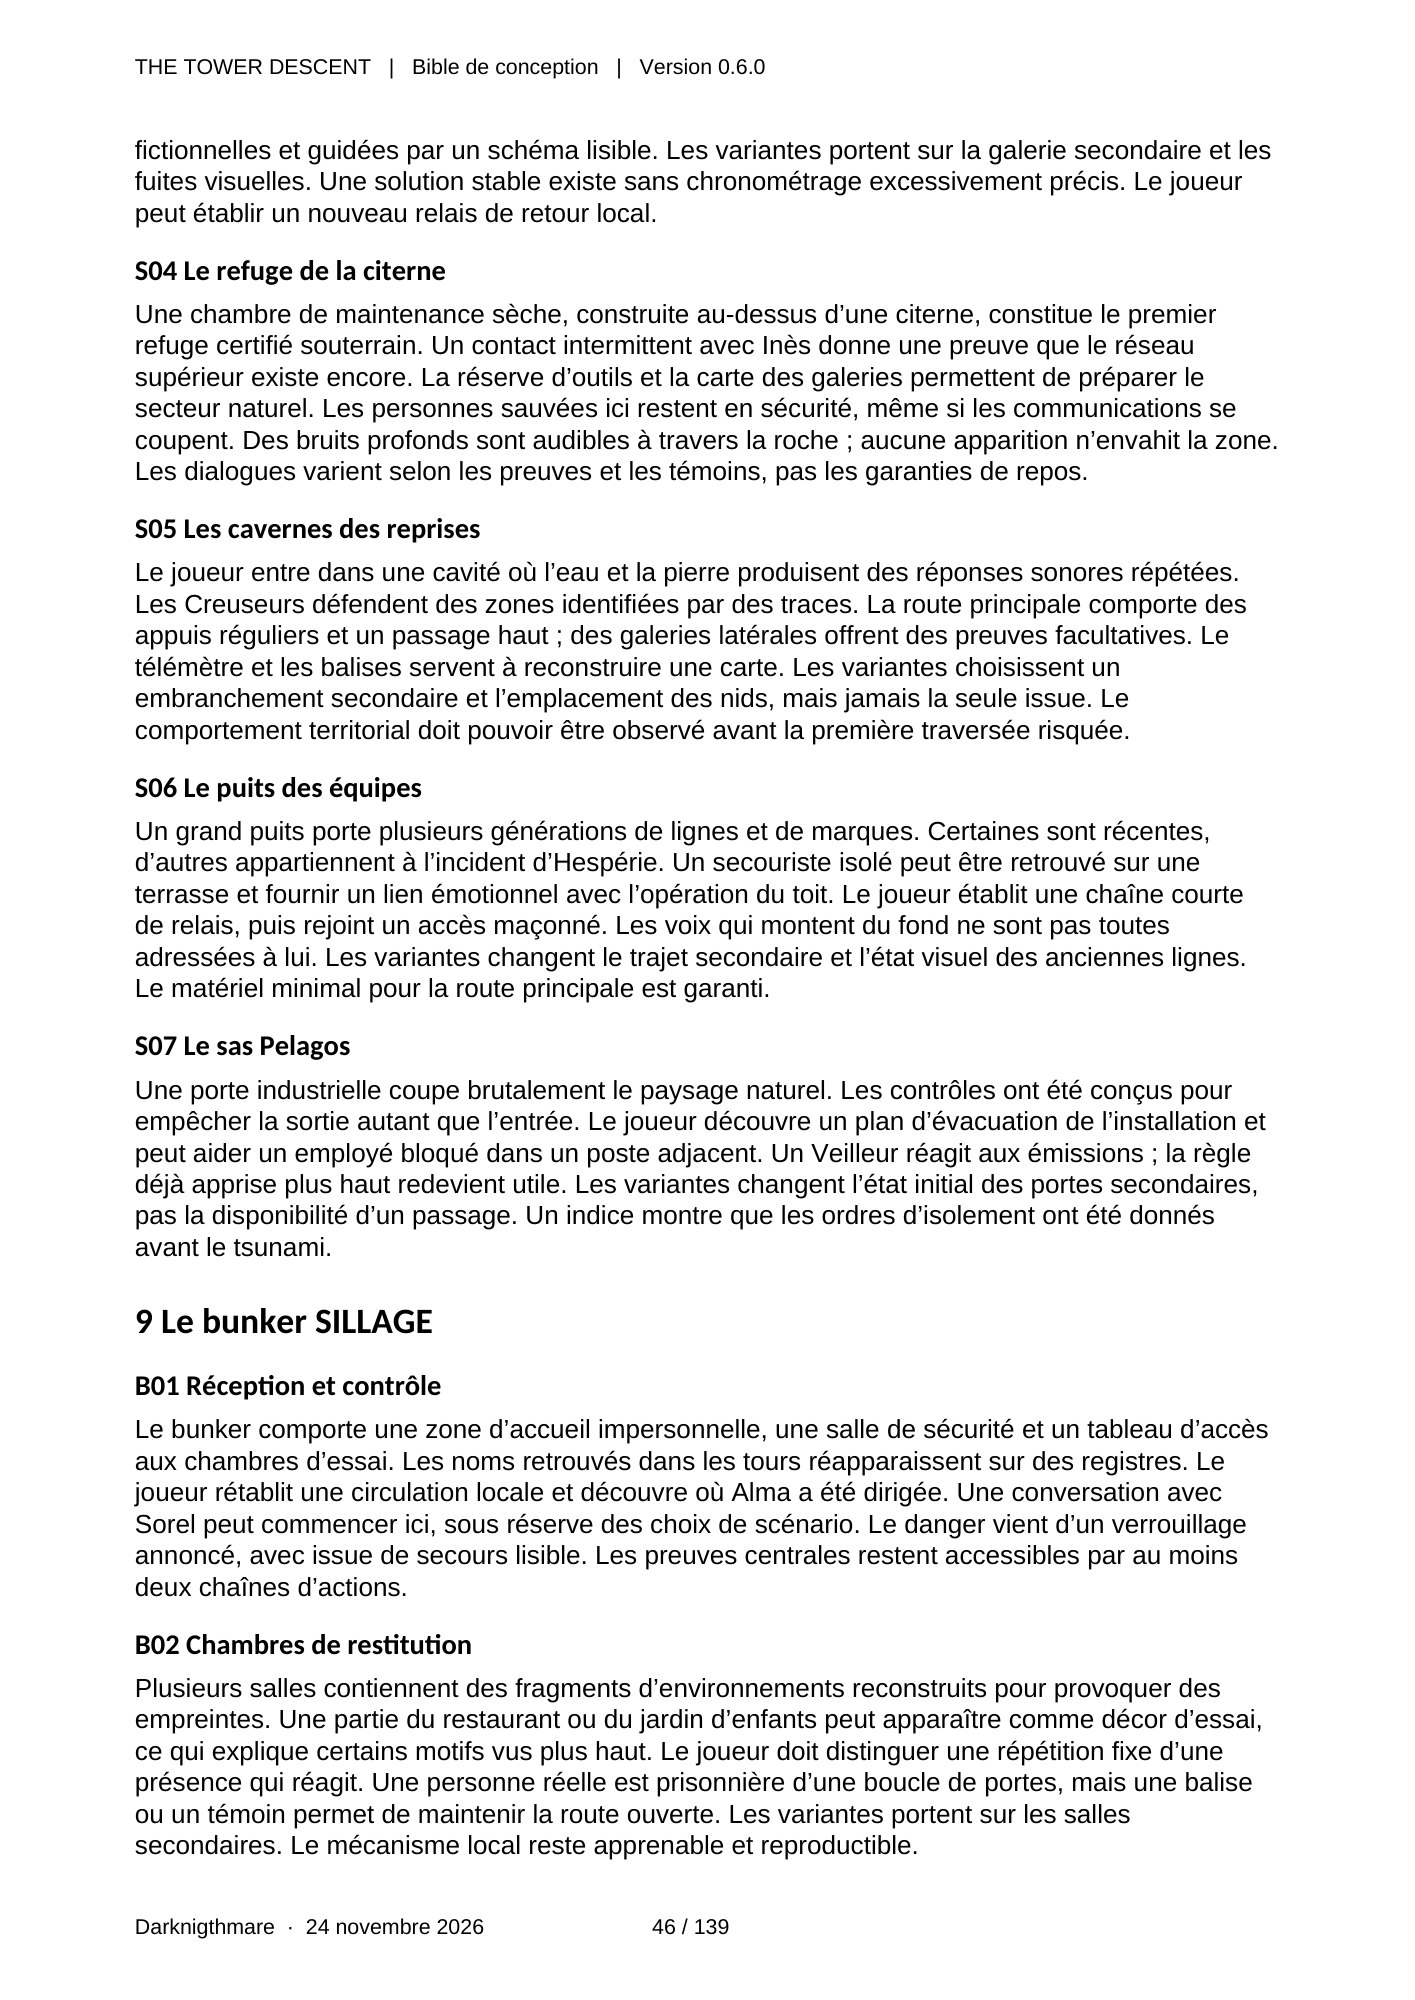 THE TOWER DESCENT | Bible de conception | Version 0.6.0
fictionnelles et guidées par un schéma lisible. Les variantes portent sur la galerie secondaire et les
fuites visuelles. Une solution stable existe sans chronométrage excessivement précis. Le joueur
peut établir un nouveau relais de retour local.
S04 Le refuge de la citerne
Une chambre de maintenance sèche, construite au-dessus d’une citerne, constitue le premier
refuge certifié souterrain. Un contact intermittent avec Inès donne une preuve que le réseau
supérieur existe encore. La réserve d’outils et la carte des galeries permettent de préparer le
secteur naturel. Les personnes sauvées ici restent en sécurité, même si les communications se
coupent. Des bruits profonds sont audibles à travers la roche ; aucune apparition n’envahit la zone.
Les dialogues varient selon les preuves et les témoins, pas les garanties de repos.
S05 Les cavernes des reprises
Le joueur entre dans une cavité où l’eau et la pierre produisent des réponses sonores répétées.
Les Creuseurs défendent des zones identifiées par des traces. La route principale comporte des
appuis réguliers et un passage haut ; des galeries latérales offrent des preuves facultatives. Le
télémètre et les balises servent à reconstruire une carte. Les variantes choisissent un
embranchement secondaire et l’emplacement des nids, mais jamais la seule issue. Le
comportement territorial doit pouvoir être observé avant la première traversée risquée.
S06 Le puits des équipes
Un grand puits porte plusieurs générations de lignes et de marques. Certaines sont récentes,
d’autres appartiennent à l’incident d’Hespérie. Un secouriste isolé peut être retrouvé sur une
terrasse et fournir un lien émotionnel avec l’opération du toit. Le joueur établit une chaîne courte
de relais, puis rejoint un accès maçonné. Les voix qui montent du fond ne sont pas toutes
adressées à lui. Les variantes changent le trajet secondaire et l’état visuel des anciennes lignes.
Le matériel minimal pour la route principale est garanti.
S07 Le sas Pelagos
Une porte industrielle coupe brutalement le paysage naturel. Les contrôles ont été conçus pour
empêcher la sortie autant que l’entrée. Le joueur découvre un plan d’évacuation de l’installation et
peut aider un employé bloqué dans un poste adjacent. Un Veilleur réagit aux émissions ; la règle
déjà apprise plus haut redevient utile. Les variantes changent l’état initial des portes secondaires,
pas la disponibilité d’un passage. Un indice montre que les ordres d’isolement ont été donnés
avant le tsunami.
9 Le bunker SILLAGE
B01 Réception et contrôle
Le bunker comporte une zone d’accueil impersonnelle, une salle de sécurité et un tableau d’accès
aux chambres d’essai. Les noms retrouvés dans les tours réapparaissent sur des registres. Le
joueur rétablit une circulation locale et découvre où Alma a été dirigée. Une conversation avec
Sorel peut commencer ici, sous réserve des choix de scénario. Le danger vient d’un verrouillage
annoncé, avec issue de secours lisible. Les preuves centrales restent accessibles par au moins
deux chaînes d’actions.
B02 Chambres de restitution
Plusieurs salles contiennent des fragments d’environnements reconstruits pour provoquer des
empreintes. Une partie du restaurant ou du jardin d’enfants peut apparaître comme décor d’essai,
ce qui explique certains motifs vus plus haut. Le joueur doit distinguer une répétition fixe d’une
présence qui réagit. Une personne réelle est prisonnière d’une boucle de portes, mais une balise
ou un témoin permet de maintenir la route ouverte. Les variantes portent sur les salles
secondaires. Le mécanisme local reste apprenable et reproductible.
Darknigthmare · 24 novembre 2026 46 / 139